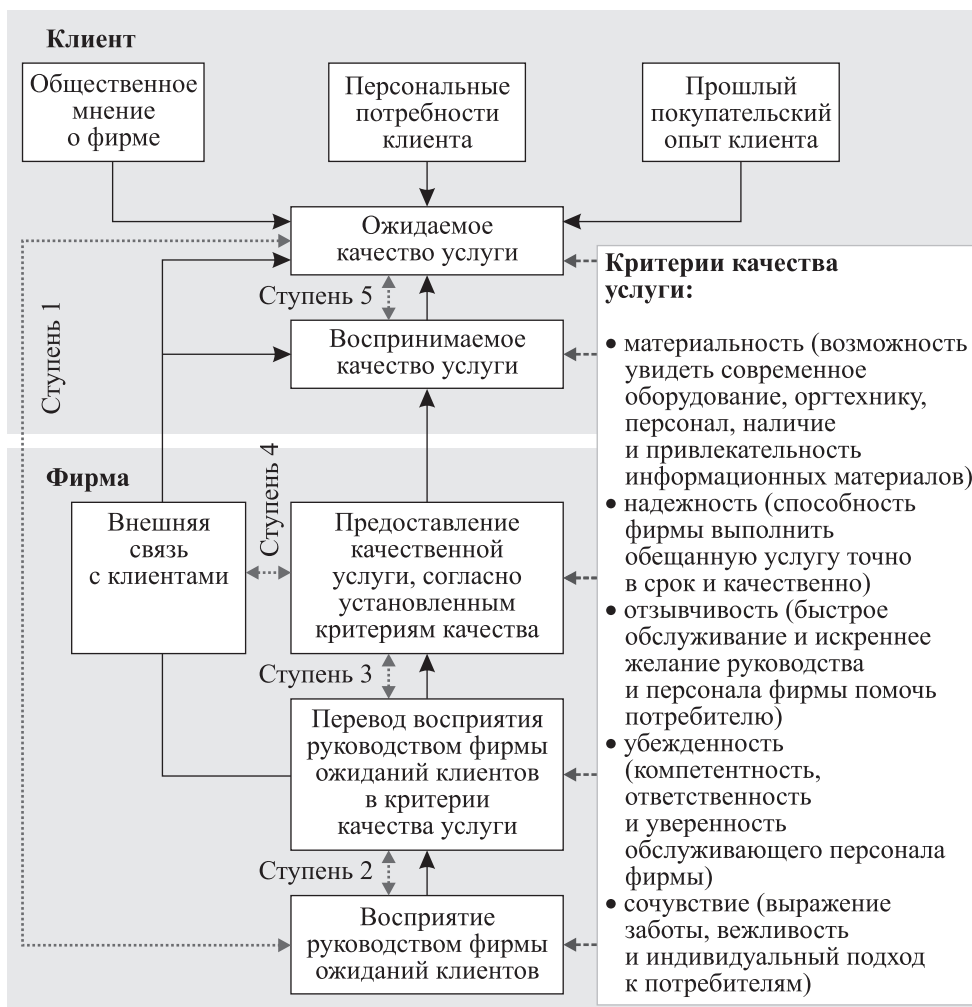 Клиент
Общественное
мнение
о фирме
Персональные
потребности
клиента
Прошлый
покупательский
опыт клиента
Ожидаемое
качество услуги
Ступень 1
Ступень 5
Воспринимаемое
качество услуги
Фирма
Внешняя
связь
с клиентами
Ступень 4
Предоставление
качественной
услуги, согласно
установленным
критериям качества
Ступень 3
Перевод восприятия
руководством фирмы
ожиданий клиентов
в критерии
качества услуги
Ступень 2
Восприятие
руководством фирмы
ожиданий клиентов
Критерии качества
услуги:
• материальность (возможность
увидеть современное
оборудование, оргтехнику,
персонал, наличие
и привлекательность
информационных материалов)
• надежность (способность
фирмы выполнить
обещанную услугу точно
в срок и качественно)
• отзывчивость (быстрое
обслуживание и искреннее
желание руководства
и персонала фирмы помочь
потребителю)
• убежденность
(компетентность,
ответственность
и уверенность
обслуживающего персонала
фирмы)
• сочувствие (выражение
заботы, вежливость
и индивидуальный подход
к потребителям)